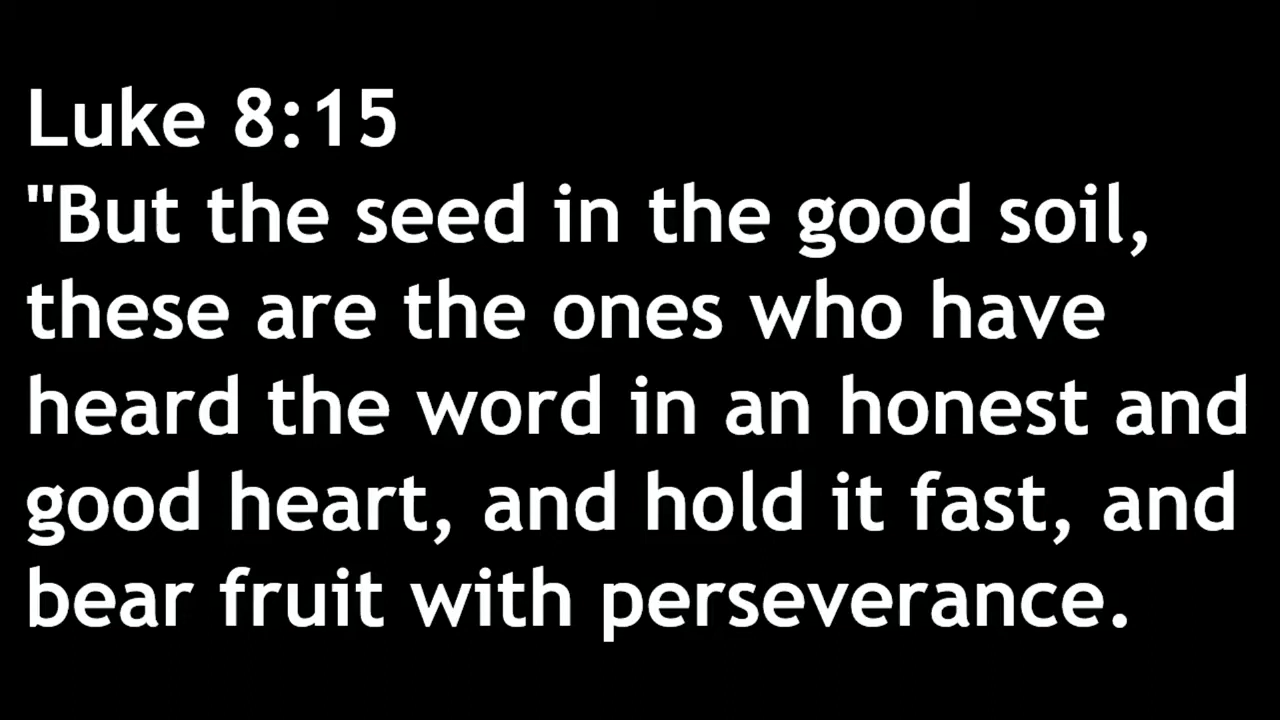 Luke 8:15
"But the seed in the good soil,
these are the ones who have
heard the word in an honest and
good heart, and hold it fast, and
bear fruit with perseverance.